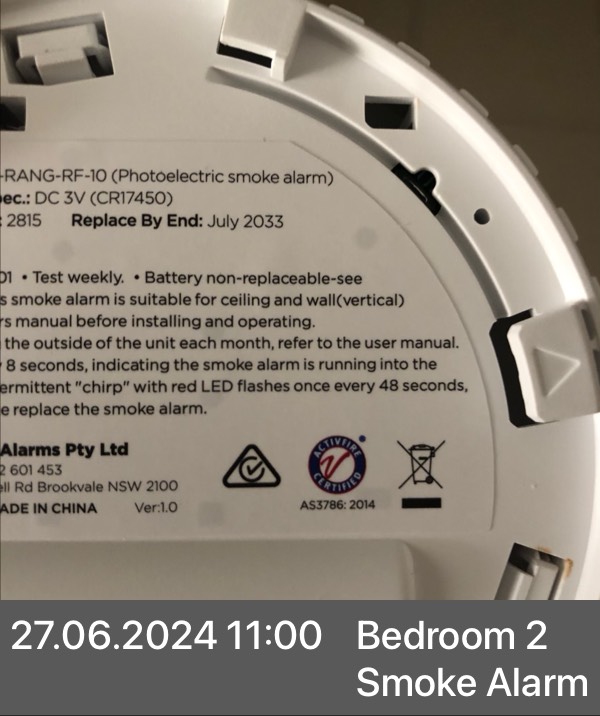 -RANG-RF-10 (Photoelectric smoke alarm)
ec.: DC 3V (CR17450)
: 2815 Replace By End: July 2033
01 • Test weekly. • Battery non-replaceable-see
s smoke alarm is suitable for ceiling and wall(vertical)
rs manual before installing and operating.
the outside of the unit each month, refer to the user manual.
8 seconds, indicating the smoke alarm is running into the
ermittent "chirp" with red LED flashes once every 48 seconds,
e replace the smoke alarm.
Alarms Pty Ltd
2 601 453
ell Rd Brookvale NSW 2100
ADE IN CHINA Ver:1.0
ACTIVFIRE
CERTIFIED
AS3786: 2014
27.06.2024 11:00 Bedroom 2
Smoke Alarm